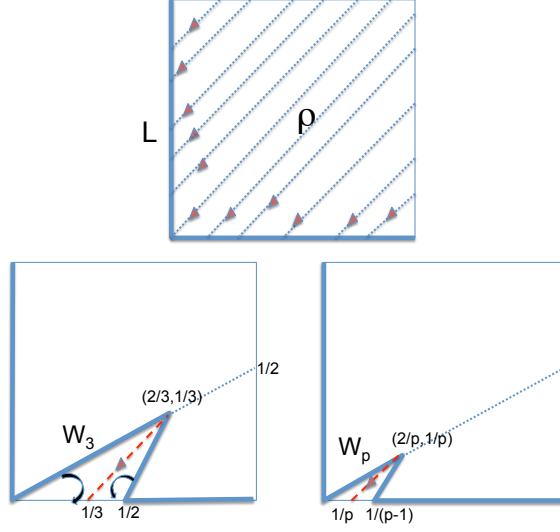 L
ρ
1/2
(2/3,1/3)
W3
1/3
1/2
(2/p,1/p)
Wp
1/p
1/(p-1)